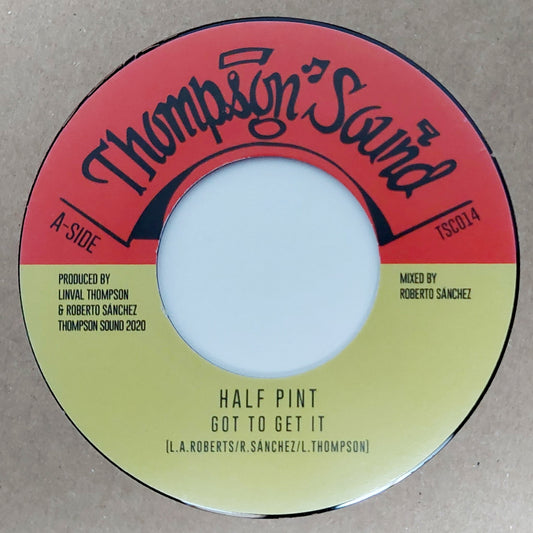 Thompson Sound
A-SIDE
TSC014
PRODUCED BY
LINVAL THOMPSON
& ROBERTO SÁNCHEZ
THOMPSON SOUND 2020
MIXED BY
ROBERTO SÁNCHEZ
HALF PINT
GOT TO GET IT
[L.A.ROBERTS/R.SÁNCHEZ/L.THOMPSON]